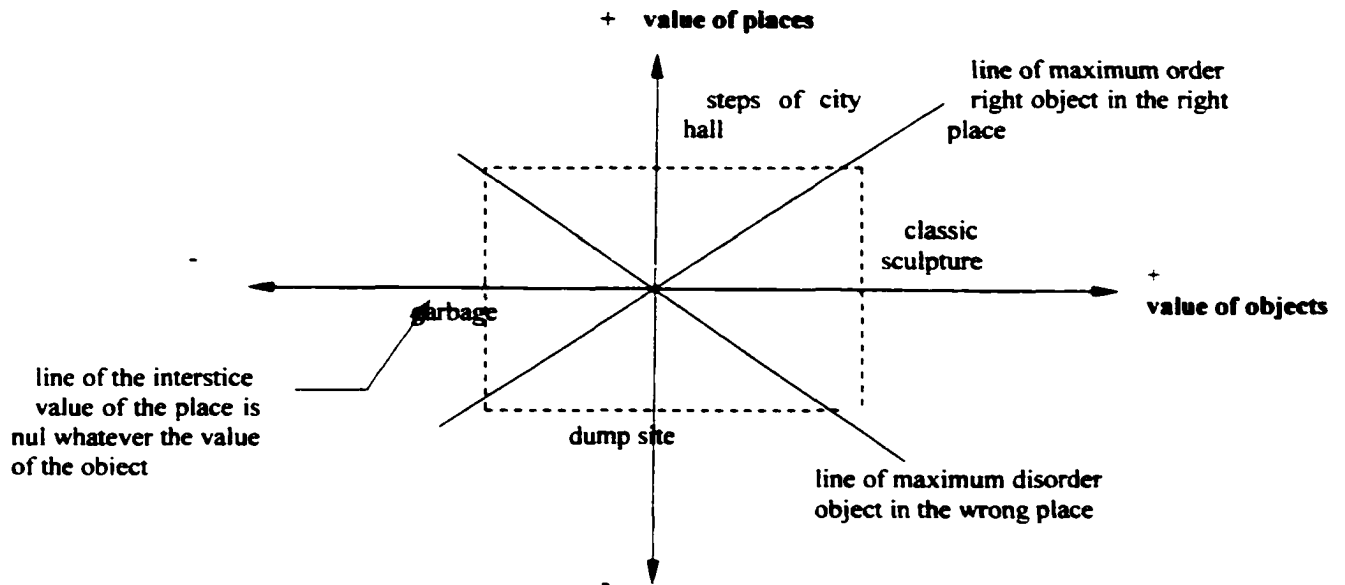 + value of places
line of maximum order
right object in the right
place
steps of city
hall
classic
sculpture
-
+
value of objects
garbage
line of the interstice
value of the place is
nul whatever the value
of the object
dump site
line of maximum disorder
object in the wrong place
-